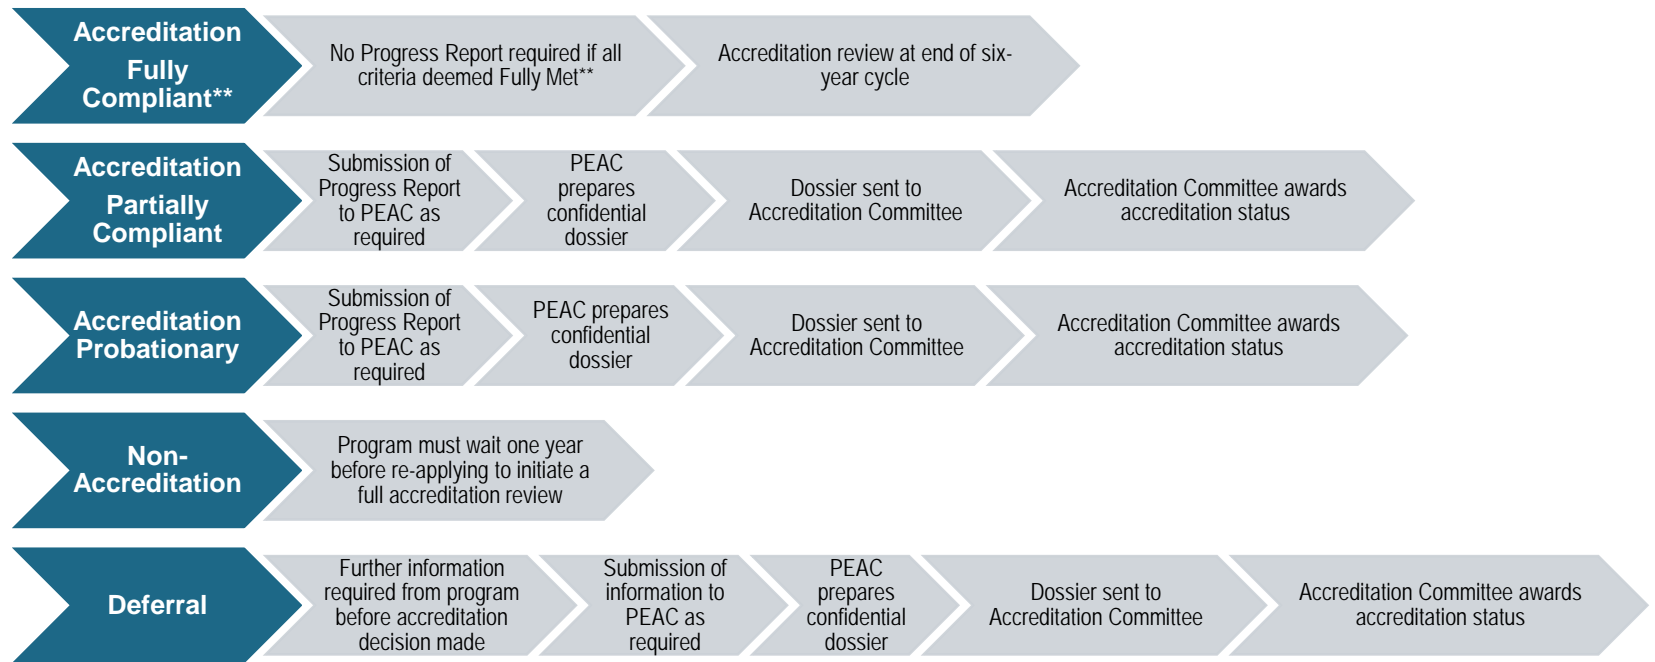 Accreditation
Fully
Compliant**
No Progress Report required if all
criteria deemed Fully Met**
Accreditation review at end of six-
year cycle
Accreditation
Partially
Compliant
Submission of
Progress Report
to PEAC as
required
PEAC
prepares
confidential
dossier
Dossier sent to
Accreditation Committee
Accreditation Committee awards
accreditation status
Accreditation
Probationary
Submission of
Progress Report
to PEAC as
required
PEAC prepares
confidential
dossier
Dossier sent to
Accreditation Committee
Accreditation Committee awards
accreditation status
Non-
Accreditation
Program must wait one year
before re-applying to initiate a
full accreditation review
Deferral
Further information
required from program
before accreditation
decision made
Submission of
information to
PEAC as
required
PEAC
prepares
confidential
dossier
Dossier sent to
Accreditation Committee
Accreditation Committee awards
accreditation status